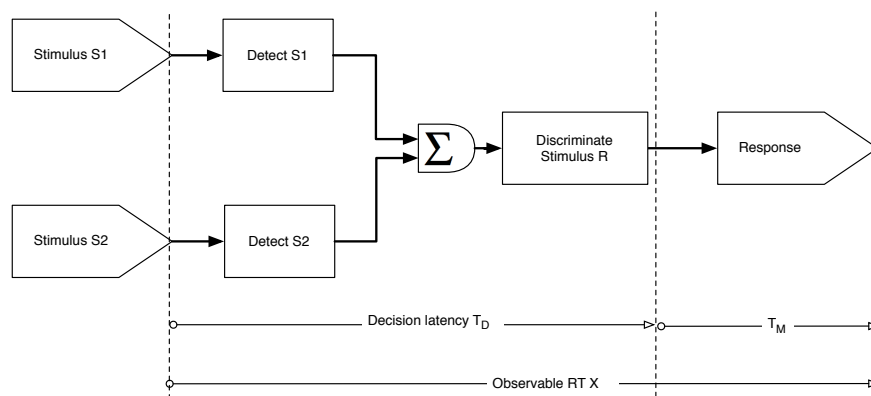 Stimulus S1
Detect S1
Σ
Discriminate
Stimulus R
Response
Stimulus S2
Detect S2
Decision latency T_D
T_M
Observable RT X